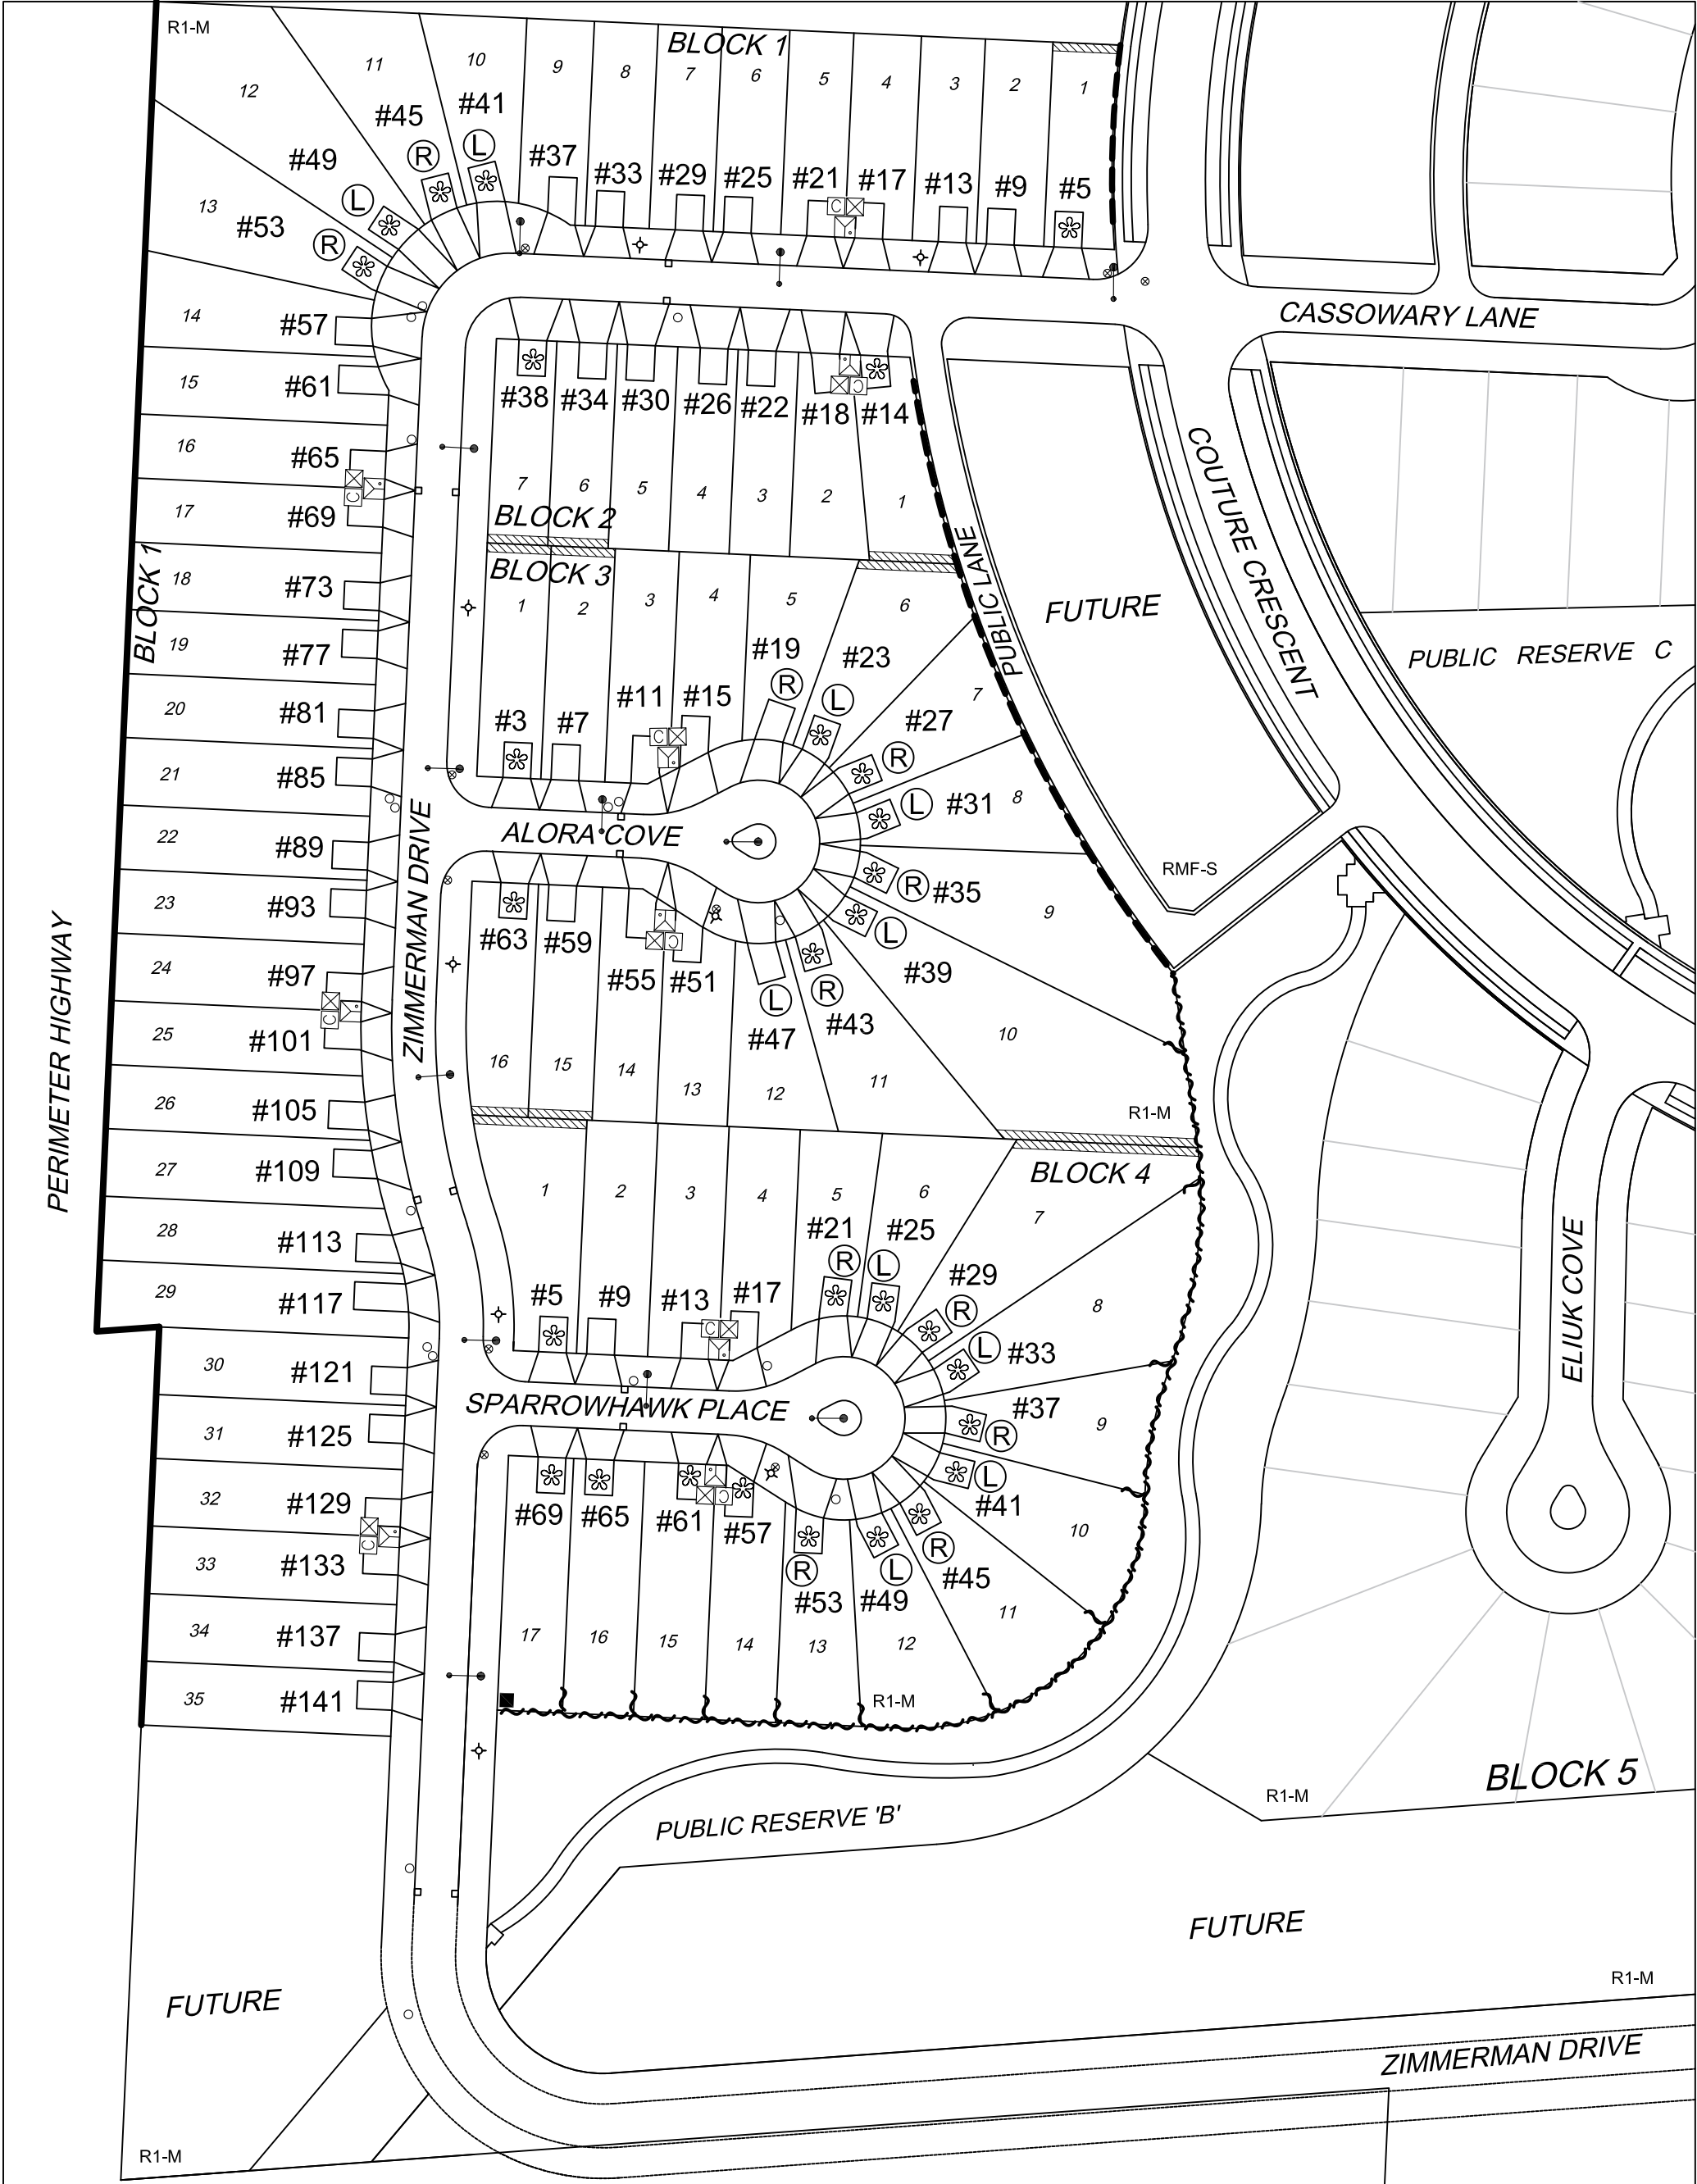 R1-M
BLOCK 1
12
11
10
9
8
7
6
5
4
3
2
1
#49
#45
#41
#37
#33
#29
#25
#21
#17
#13
#9
#5
R
L
C
L
R
13
#53
14
#57
15
#61
16
#65
17
#69
C
18
#73
19
#77
20
#81
21
#85
22
#89
23
#93
24
#97
25
#101
C
26
#105
27
#109
28
#113
29
#117
30
#121
31
#125
32
#129
33
#133
C
34
#137
35
#141
BLOCK 1
PERIMETER HIGHWAY
ZIMMERMAN DRIVE
CASSOWARY LANE
#38
#34
#30
#26
#22
#18
#14
C
7
6
5
4
3
2
1
BLOCK 2
BLOCK 3
1
2
3
4
5
6
7
8
9
10
11
12
13
14
15
16
#3
#7
#11
#15
#19
#23
#27
#31
#35
#39
#43
#47
#51
#55
#59
#63
C
R
L
R
L
R
L
R
L
C
ALORA COVE
PUBLIC LANE
FUTURE
COUTURE CRESCENT
PUBLIC RESERVE C
RMF-S
R1-M
BLOCK 4
1
2
3
4
5
6
7
8
9
10
11
12
13
14
15
16
17
#5
#9
#13
#17
#21
#25
#29
#33
#37
#41
#45
#49
#53
#57
#61
#65
#69
C
R
L
R
L
R
L
R
L
R
C
SPARROWHAWK PLACE
R1-M
ELIUK COVE
BLOCK 5
R1-M
PUBLIC RESERVE 'B'
FUTURE
R1-M
FUTURE
ZIMMERMAN DRIVE
R1-M